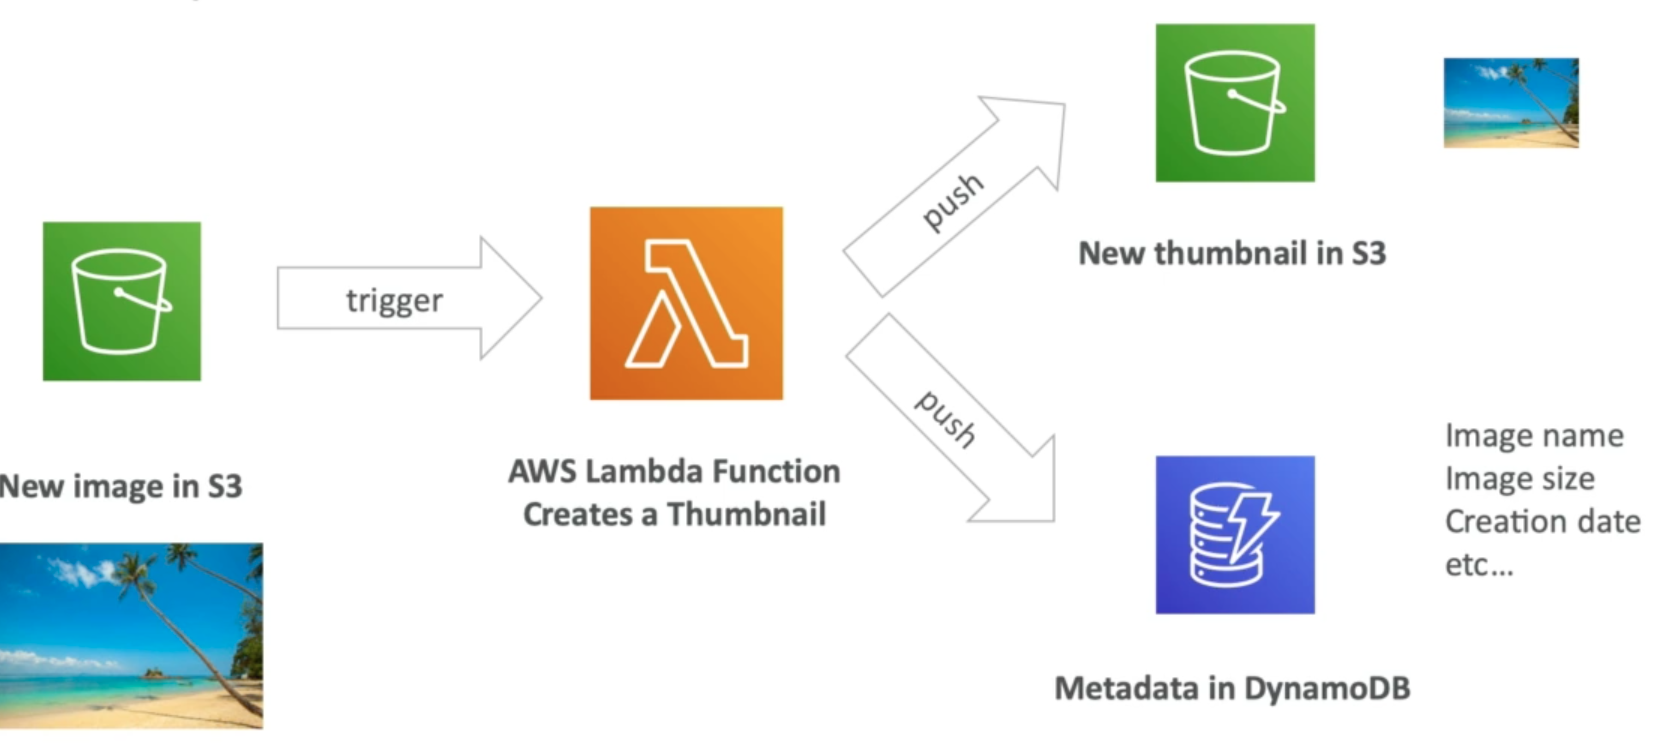 New image in S3
trigger
AWS Lambda Function
Creates a Thumbnail
push
New thumbnail in S3
push
Image name
Image size
Creation date
etc...
Metadata in DynamoDB